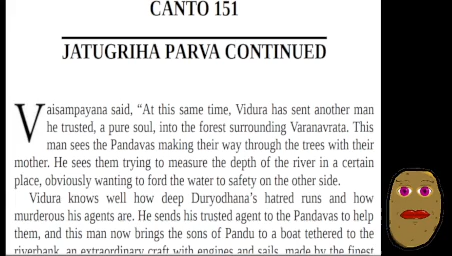 CANTO 151
JATUGRIHA PARVA CONTINUED
Vaisampayana said, “At this same time, Vidura has sent another man
he trusted, a pure soul, into the forest surrounding Varanavrata. This
man sees the Pandavas making their way through the trees with their
mother. He sees them trying to measure the depth of the river in a certain
place, obviously wanting to ford the water to safety on the other side.
Vidura knows well how deep Duryodhana’s hatred runs and how
murderous his agents are. He sends his trusted agent to the Pandavas to help
them, and this man now brings the sons of Pandu to a boat tethered to the
riverbank, an extraordinary craft with engines and sails, made by the finest